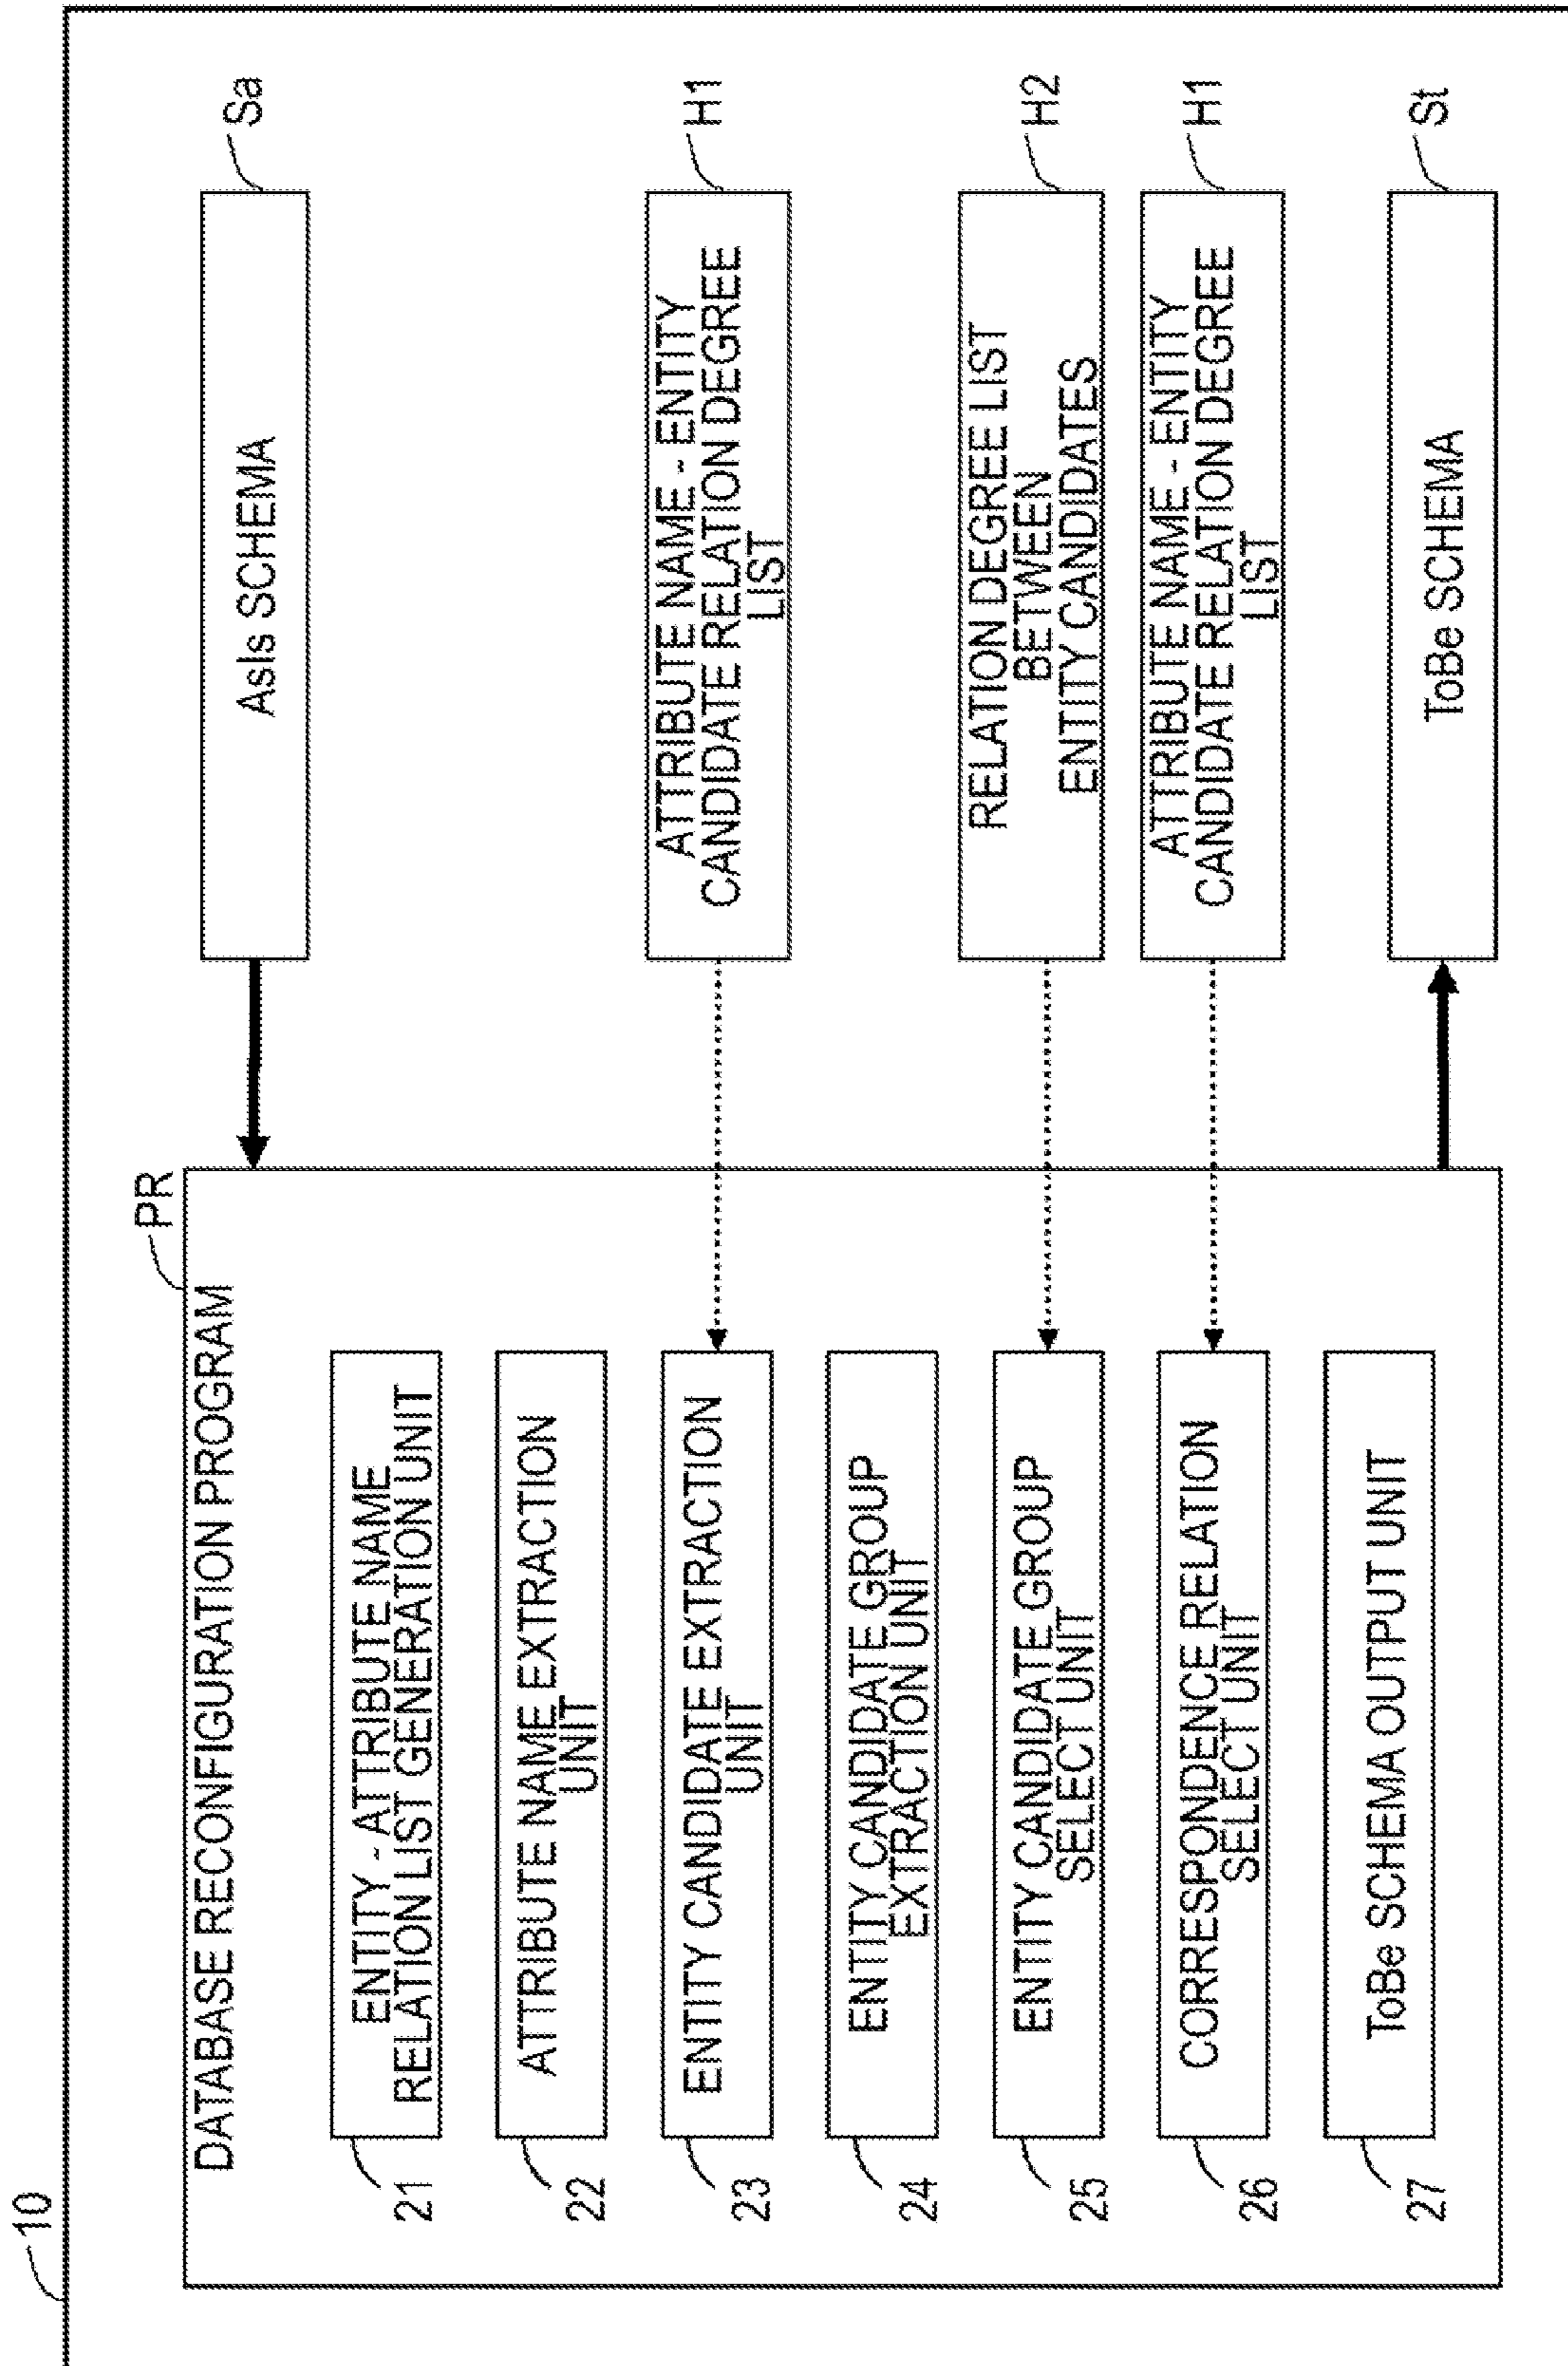 10
PR
DATABASE RECONFIGURATION PROGRAM
ENTITY - ATTRIBUTE NAME
RELATION LIST GENERATION UNIT
21
ATTRIBUTE NAME EXTRACTION
UNIT
22
ENTITY CANDIDATE EXTRACTION
UNIT
23
ENTITY CANDIDATE GROUP
EXTRACTION UNIT
24
ENTITY CANDIDATE GROUP
SELECT UNIT
25
CORRESPONDENCE RELATION
SELECT UNIT
26
ToBe SCHEMA OUTPUT UNIT
27
AsIs SCHEMA
Sa
ATTRIBUTE NAME - ENTITY
CANDIDATE RELATION DEGREE
LIST
H1
RELATION DEGREE LIST
BETWEEN
ENTITY CANDIDATES
H2
ATTRIBUTE NAME - ENTITY
CANDIDATE RELATION DEGREE
LIST
H1
ToBe SCHEMA
St